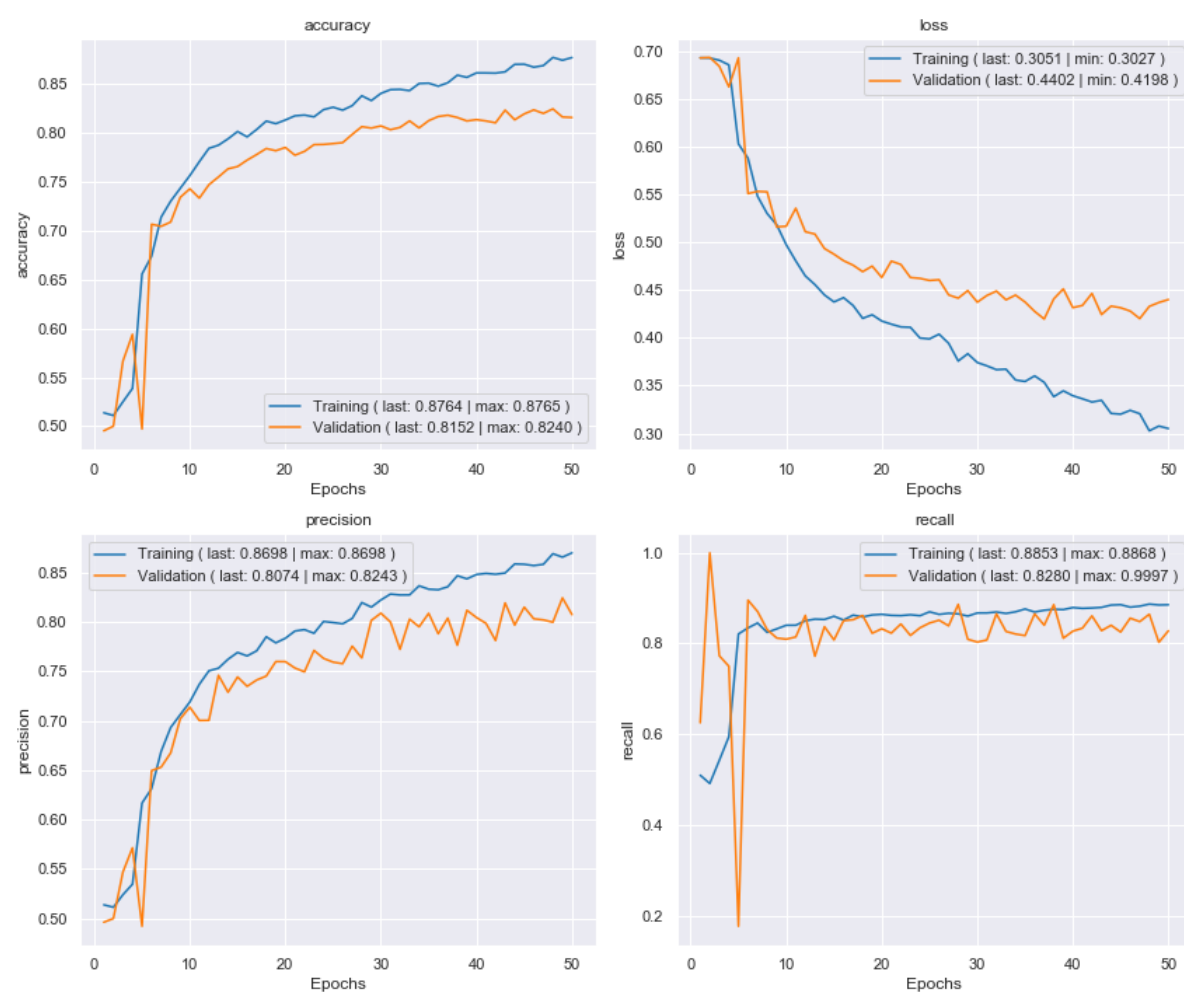 accuracy
accuracy
0.85
0.80
0.75
0.70
0.65
0.60
0.55
0.50
Training ( last: 0.8764 | max: 0.8765 )
Validation ( last: 0.8152 | max: 0.8240 )
0 10 20 30 40 50
Epochs
loss
loss
0.70
0.65
0.60
0.55
0.50
0.45
0.40
0.35
0.30
Training ( last: 0.3051 | min: 0.3027 )
Validation ( last: 0.4402 | min: 0.4198 )
0 10 20 30 40 50
Epochs
precision
precision
0.85
0.80
0.75
0.70
0.65
0.60
0.55
0.50
Training ( last: 0.8698 | max: 0.8698 )
Validation ( last: 0.8074 | max: 0.8243 )
0 10 20 30 40 50
Epochs
recall
recall
1.0
0.8
0.6
0.4
0.2
Training ( last: 0.8853 | max: 0.8868 )
Validation ( last: 0.8280 | max: 0.9997 )
0 10 20 30 40 50
Epochs